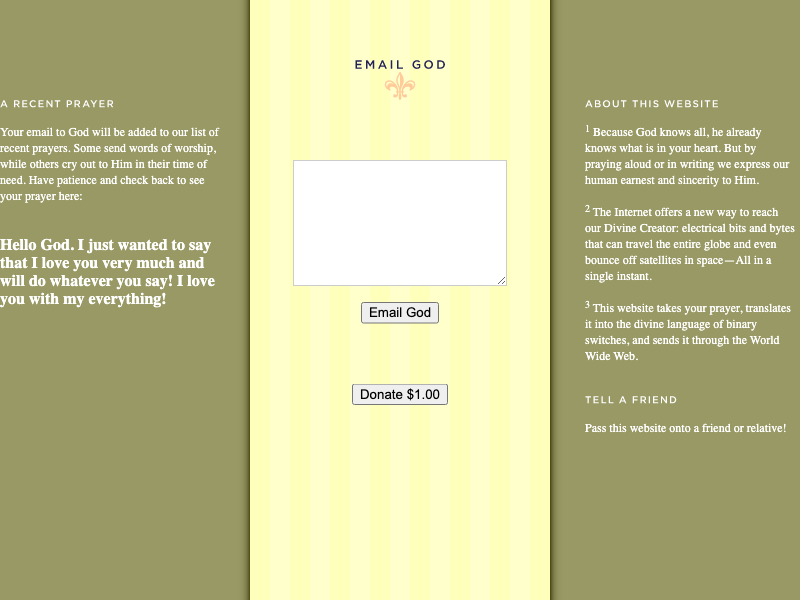 EMAIL GOD
A RECENT PRAYER
Your email to God will be added to our list of
recent prayers. Some send words of worship,
while others cry out to Him in their time of
need. Have patience and check back to see
your prayer here:
Hello God. I just wanted to say
that I love you very much and
will do whatever you say! I love
you with my everything!
Email God
Donate $1.00
ABOUT THIS WEBSITE
1 Because God knows all, he already
knows what is in your heart. But by
praying aloud or in writing we express our
human earnest and sincerity to Him.
2 The Internet offers a new way to reach
our Divine Creator: electrical bits and bytes
that can travel the entire globe and even
bounce off satellites in space—All in a
single instant.
3 This website takes your prayer, translates
it into the divine language of binary
switches, and sends it through the World
Wide Web.
TELL A FRIEND
Pass this website onto a friend or relative!